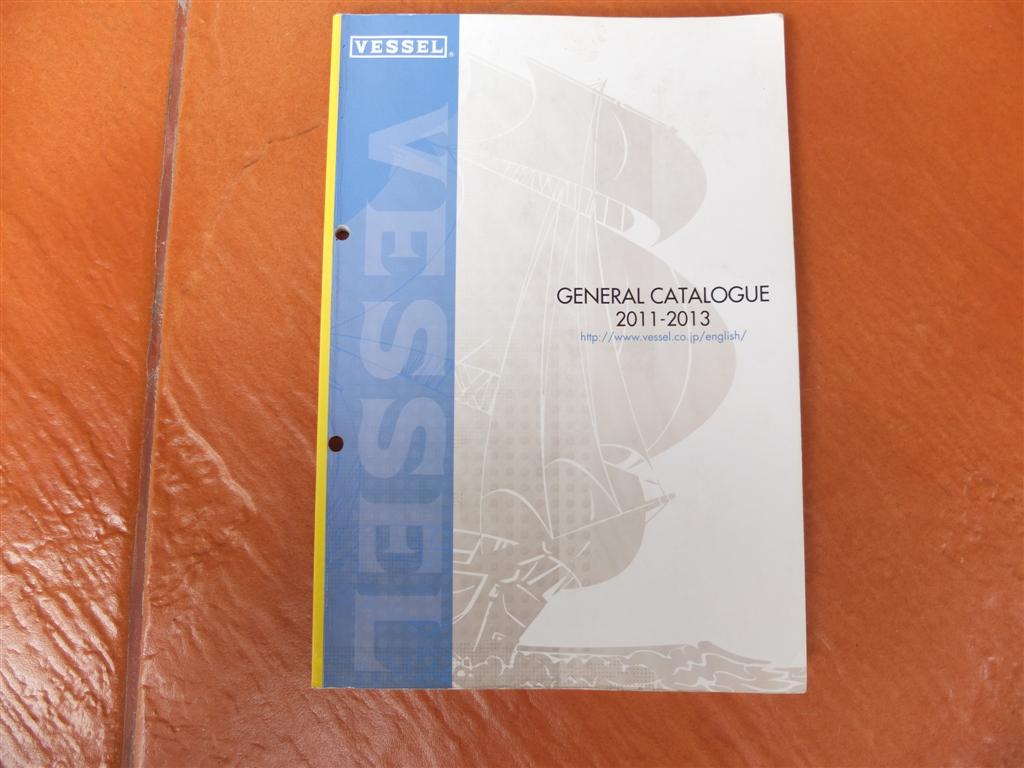 VESSEL®
VESSEL
GENERAL CATALOGUE
2011-2013
http://www.vessel.co.jp/english/